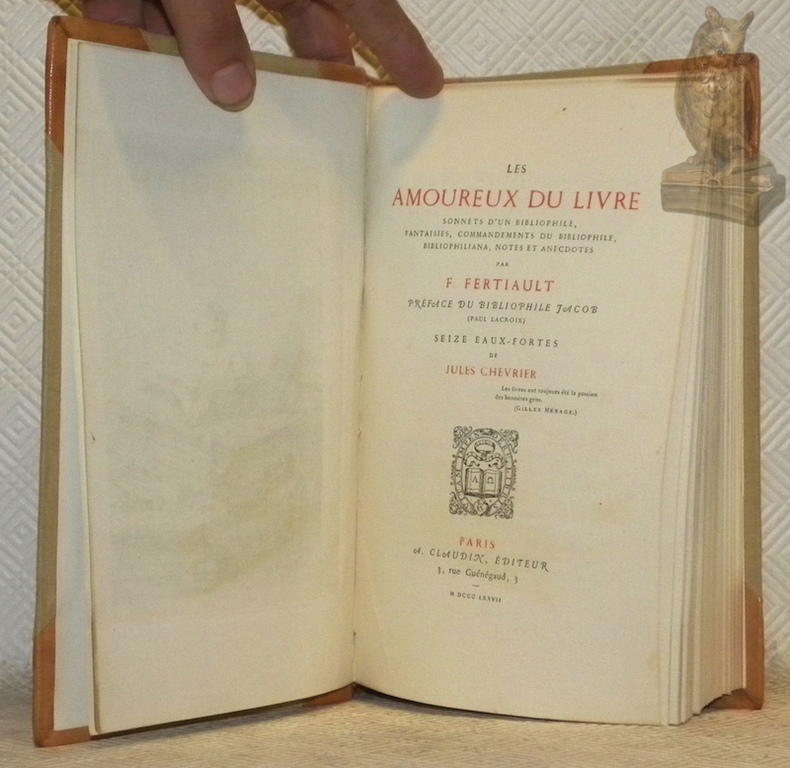 LES
AMOUREUX DU LIVRE
SONNETS D'UN BIBLIOPHILE,
FANTAISIES, COMMANDEMENTS DU BIBLIOPHILE,
BIBLIOPHILIANA, NOTES ET ANECDOTES
PAR
F. FERTIAULT
PRÉFACE DU BIBLIOPHILE JACOB
(PAUL LACROIX)
SEIZE EAUX-FORTES
DE
JULES CHEVRIER
Les livres ont toujours été la passion
des honnêtes gens.
(GILLES MÉNAGE.)
A Ω
PARIS
A. CLAUDIN, ÉDITEUR
3, rue Guénégaud, 3
M DCCC LXXVII